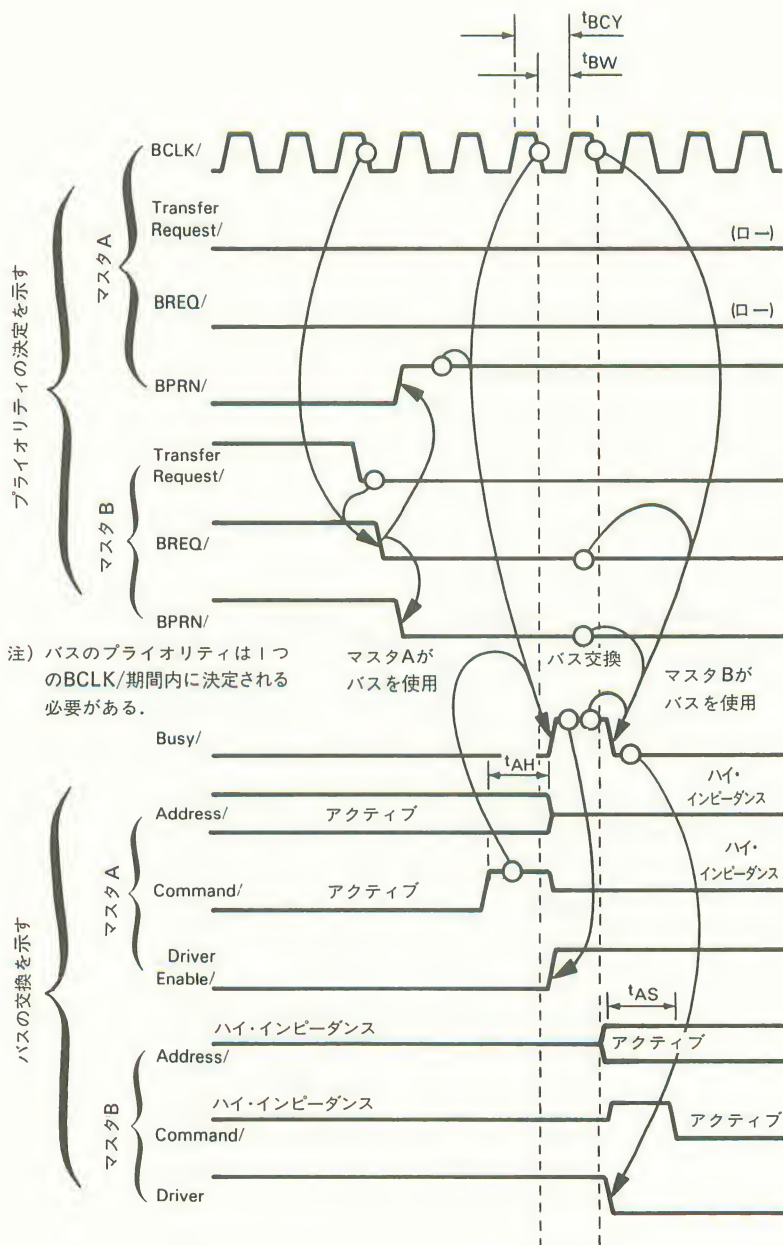 tBCY
tBW
BCLK/
Transfer
Request/
(ロー)
BREQ/
(ロー)
BPRN/
マスタA
Transfer
Request/
BREQ/
BPRN/
マスタB
プライオリティの決定を示す
注) バスのプライオリティは1つ
のBCLK/期間内に決定される
必要がある.
マスタAが
バスを使用
バス交換
マスタBが
バスを使用
Busy/
tAH
ハイ・
インピーダンス
Address/
アクティブ
ハイ・
インピーダンス
Command/
アクティブ
Driver
Enable/
マスタA
tAS
ハイ・インピーダンス
アクティブ
Address/
ハイ・インピーダンス
アクティブ
Command/
Driver
マスタB
バスの交換を示す